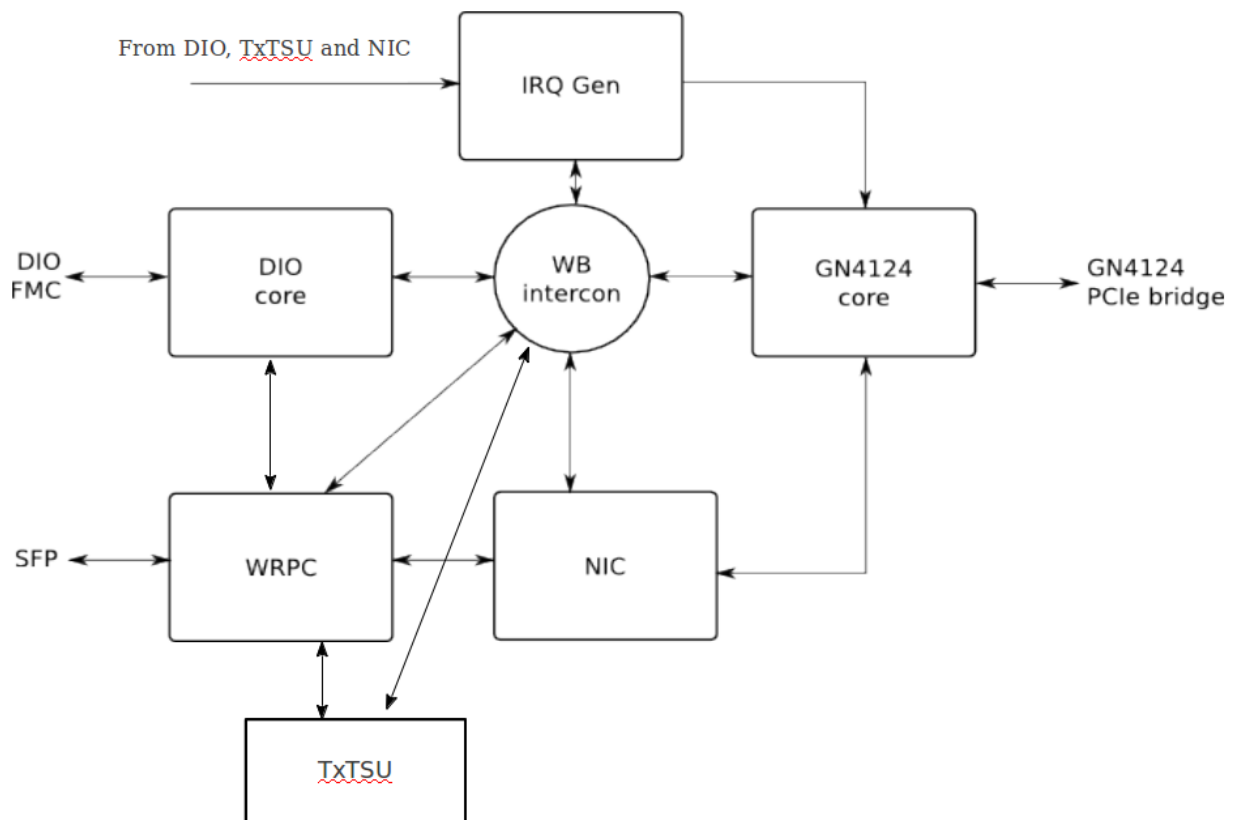 From DIO, TxTSU and NIC
IRQ Gen
DIO
FMC
DIO
core
WB
intercon
GN4124
core
GN4124
PCIe bridge
SFP
WRPC
NIC
TxTSU